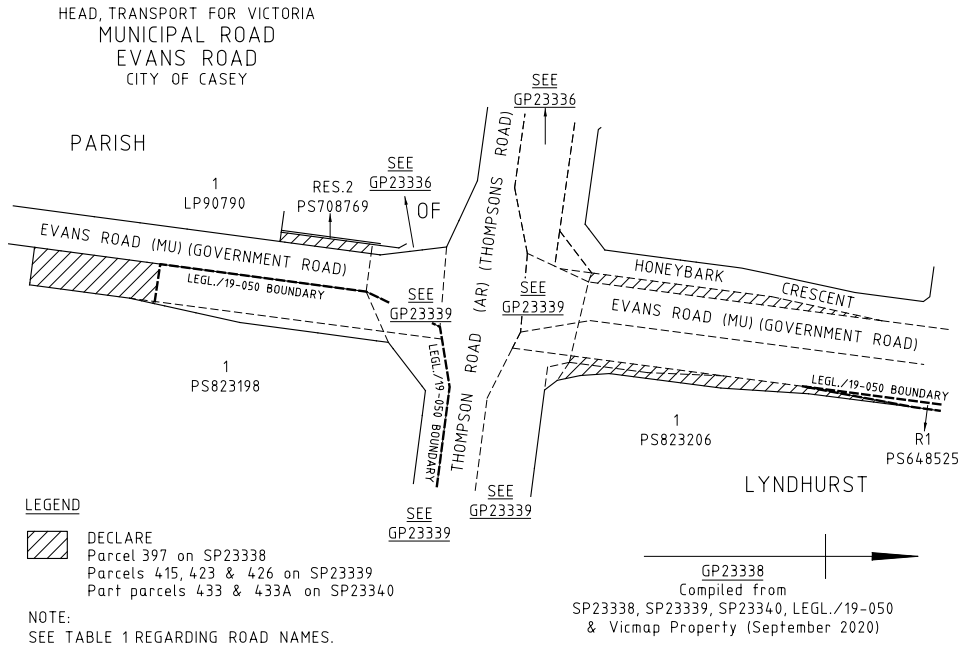 HEAD, TRANSPORT FOR VICTORIA
MUNICIPAL ROAD
EVANS ROAD
CITY OF CASEY
PARISH
SEE
GP23336
1
LP90790
RES.2
PS708769
SEE
GP23336
OF
EVANS ROAD (MU) (GOVERNMENT ROAD)
LEGL./19-050 BOUNDARY
SEE
GP23339
SEE
GP23339
THOMPSON ROAD (AR) (THOMPSONS ROAD)
LEGL./19-050 BOUNDARY
HONEYBARK CRESCENT
EVANS ROAD (MU) (GOVERNMENT ROAD)
LEGL./19-050 BOUNDARY
1
PS823198
1
PS823206
R1
PS648525
LYNDHURST
SEE
GP23339
SEE
GP23339
LEGEND
DECLARE
Parcel 397 on SP23338
Parcels 415, 423 & 426 on SP23339
Part parcels 433 & 433A on SP23340
NOTE:
SEE TABLE 1 REGARDING ROAD NAMES.
GP23338
Compiled from
SP23338, SP23339, SP23340, LEGL./19-050
& Vicmap Property (September 2020)